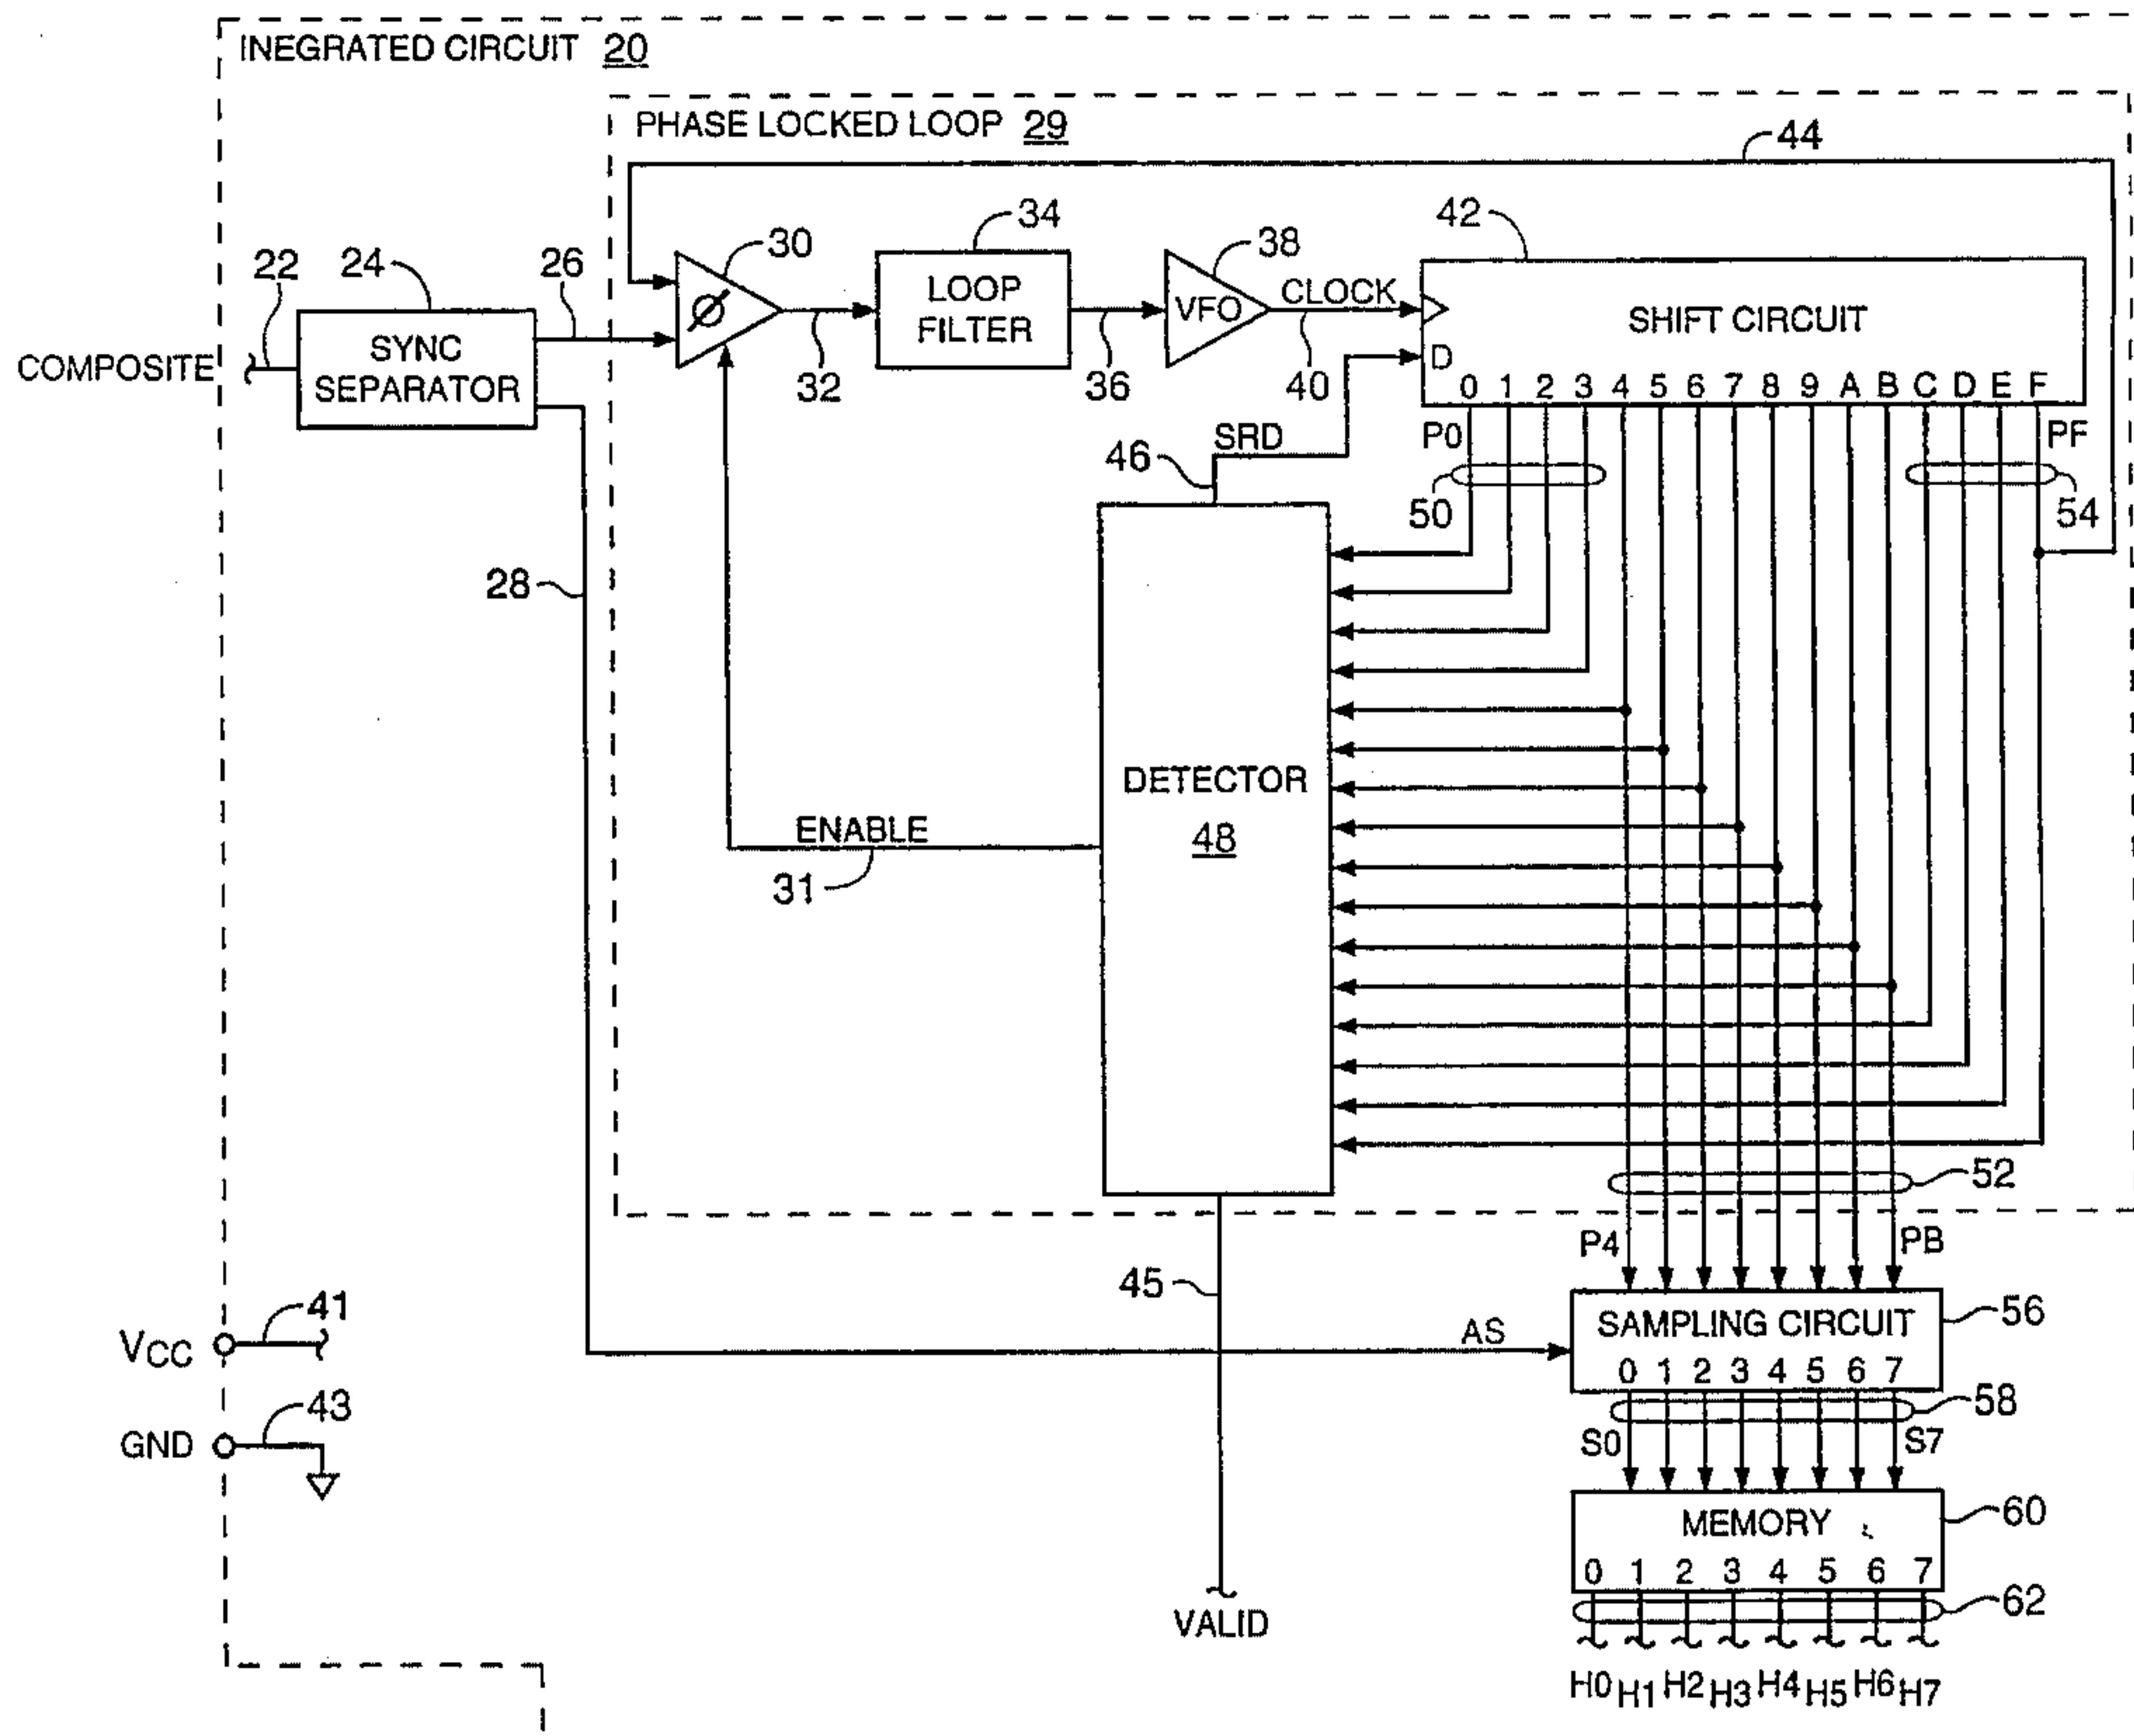 INEGRATED CIRCUIT 20
PHASE LOCKED LOOP 29
44
22
24
26
30
34
38
42
COMPOSITE
SYNC
SEPARATOR
Ø
LOOP
FILTER
VFO
CLOCK
SHIFT CIRCUIT
D
0 1 2 3 4 5 6 7 8 9 A B C D E F
32
36
40
P0
PF
SRD
46
50
54
28
DETECTOR
48
ENABLE
31
52
P4
PB
45
VCC
41
GND
43
AS
SAMPLING CIRCUIT
0 1 2 3 4 5 6 7
56
58
S0
S7
MEMORY
0 1 2 3 4 5 6 7
60
62
VALID
H0 H1 H2 H3 H4 H5 H6 H7